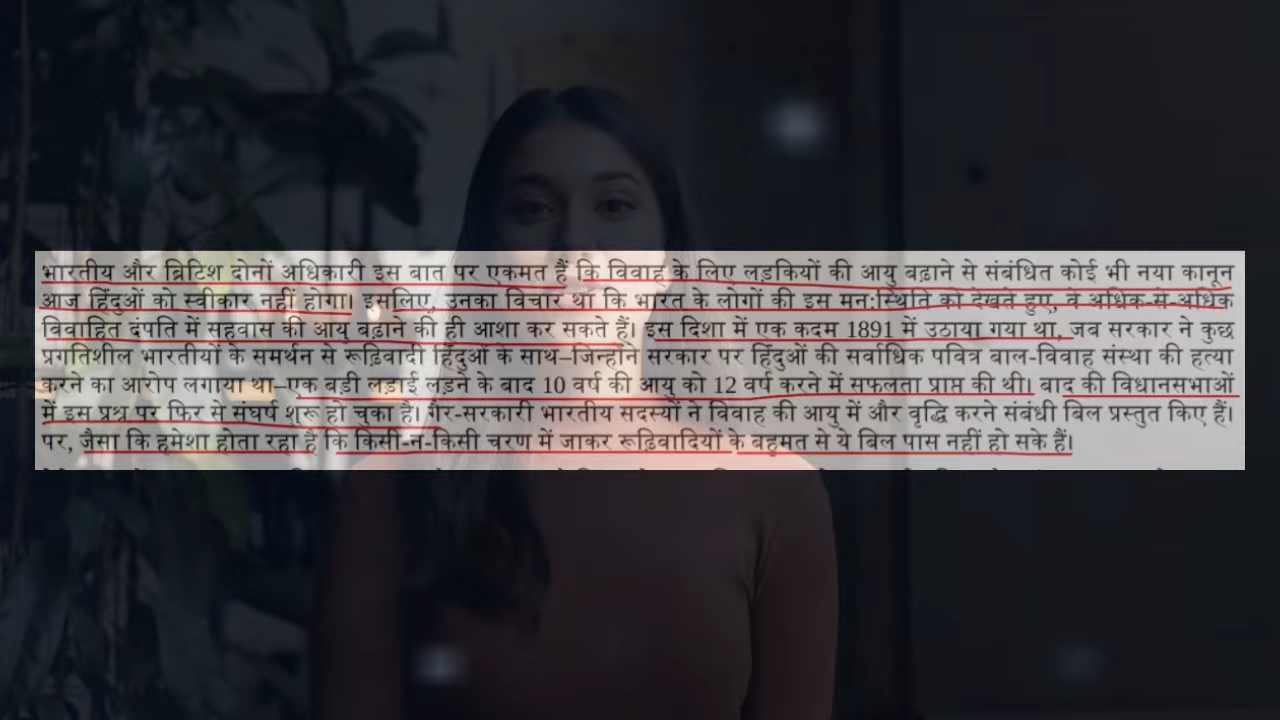 भारतीय और ब्रिटिश दोनों अधिकारी इस बात पर एकमत हैं कि विवाह के लिए लड़कियों की आयु बढ़ाने से संबंधित कोई भी नया कानून
आज हिंदुओं को स्वीकार नहीं होगा। इसलिए, उनका विचार था कि भारत के लोगों की इस मन:स्थिति को देखते हुए, वे अधिक-से-अधिक
विवाहित दंपति में सहवास की आयु बढ़ाने की ही आशा कर सकते हैं। इस दिशा में एक कदम 1891 में उठाया गया था, जब सरकार ने कुछ
प्रगतिशील भारतीयों के समर्थन से रूढ़िवादी हिंदुओं के साथ–जिन्होंने सरकार पर हिंदुओं की सर्वाधिक पवित्र बाल-विवाह संस्था की हत्या
करने का आरोप लगाया था–एक बड़ी लड़ाई लड़ने के बाद 10 वर्ष की आयु को 12 वर्ष करने में सफलता प्राप्त की थी। बाद की विधानसभाओं
में इस प्रश्न पर फिर से संघर्ष शुरू हो चुका है। गैर-सरकारी भारतीय सदस्यों ने विवाह की आयु में और वृद्धि करने संबंधी बिल प्रस्तुत किए हैं।
पर, जैसा कि हमेशा होता रहा है कि किसी-न-किसी चरण में जाकर रूढ़िवादियों के बहुमत से ये बिल पास नहीं हो सके हैं।